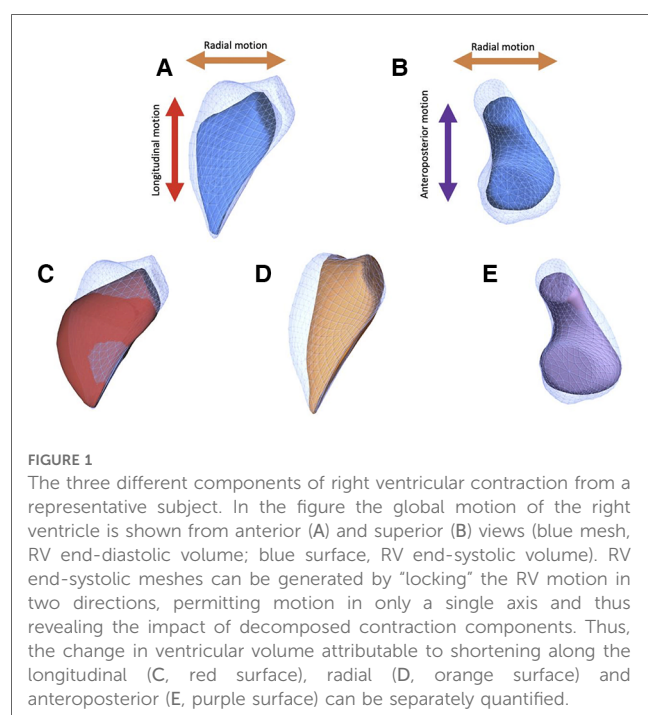 Radial motion
Radial motion
A
B
Longitudinal motion
Anteroposterior motion
C
D
E
FIGURE 1
The three different components of right ventricular contraction from a
representative subject. In the figure the global motion of the right
ventricle is shown from anterior (A) and superior (B) views (blue mesh,
RV end-diastolic volume; blue surface, RV end-systolic volume). RV
end-systolic meshes can be generated by “locking” the RV motion in
two directions, permitting motion in only a single axis and thus
revealing the impact of decomposed contraction components. Thus,
the change in ventricular volume attributable to shortening along the
longitudinal (C, red surface), radial (D, orange surface) and
anteroposterior (E, purple surface) can be separately quantified.